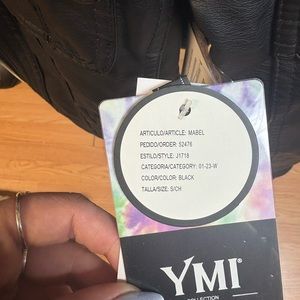 ARTICULO/ARTICLE: MABEL
PEDIDO/ORDER: 52476
ESTILO/STYLE: J1718
CATEGORIA/CATEGORY: 01-23-W
COLOR/COLOR: BLACK
TALLA/SIZE: S/CH
YMI®
COLLECTION